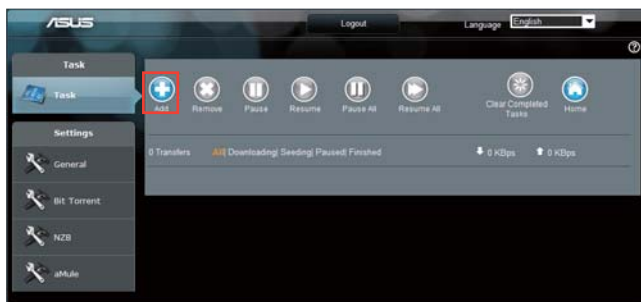 ASUS
Logout
Language English
Task
Task
Add Remove Pause Resume Pause All Resume All Clear Completed Tasks Home
Settings
0 Transfers All| Downloading| Seeding| Paused| Finished 0 KBps 0 KBps
General
Bit Torrent
NZB
aMule